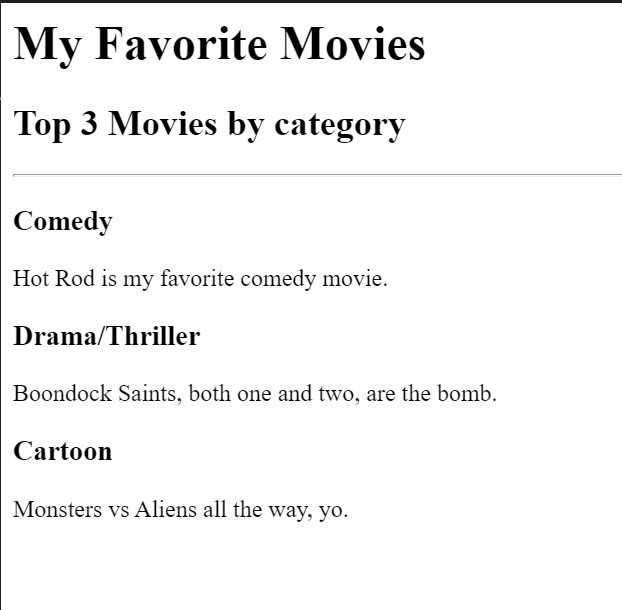 My Favorite Movies
Top 3 Movies by category
Comedy
Hot Rod is my favorite comedy movie.
Drama/Thriller
Boondock Saints, both one and two, are the bomb.
Cartoon
Monsters vs Aliens all the way, yo.